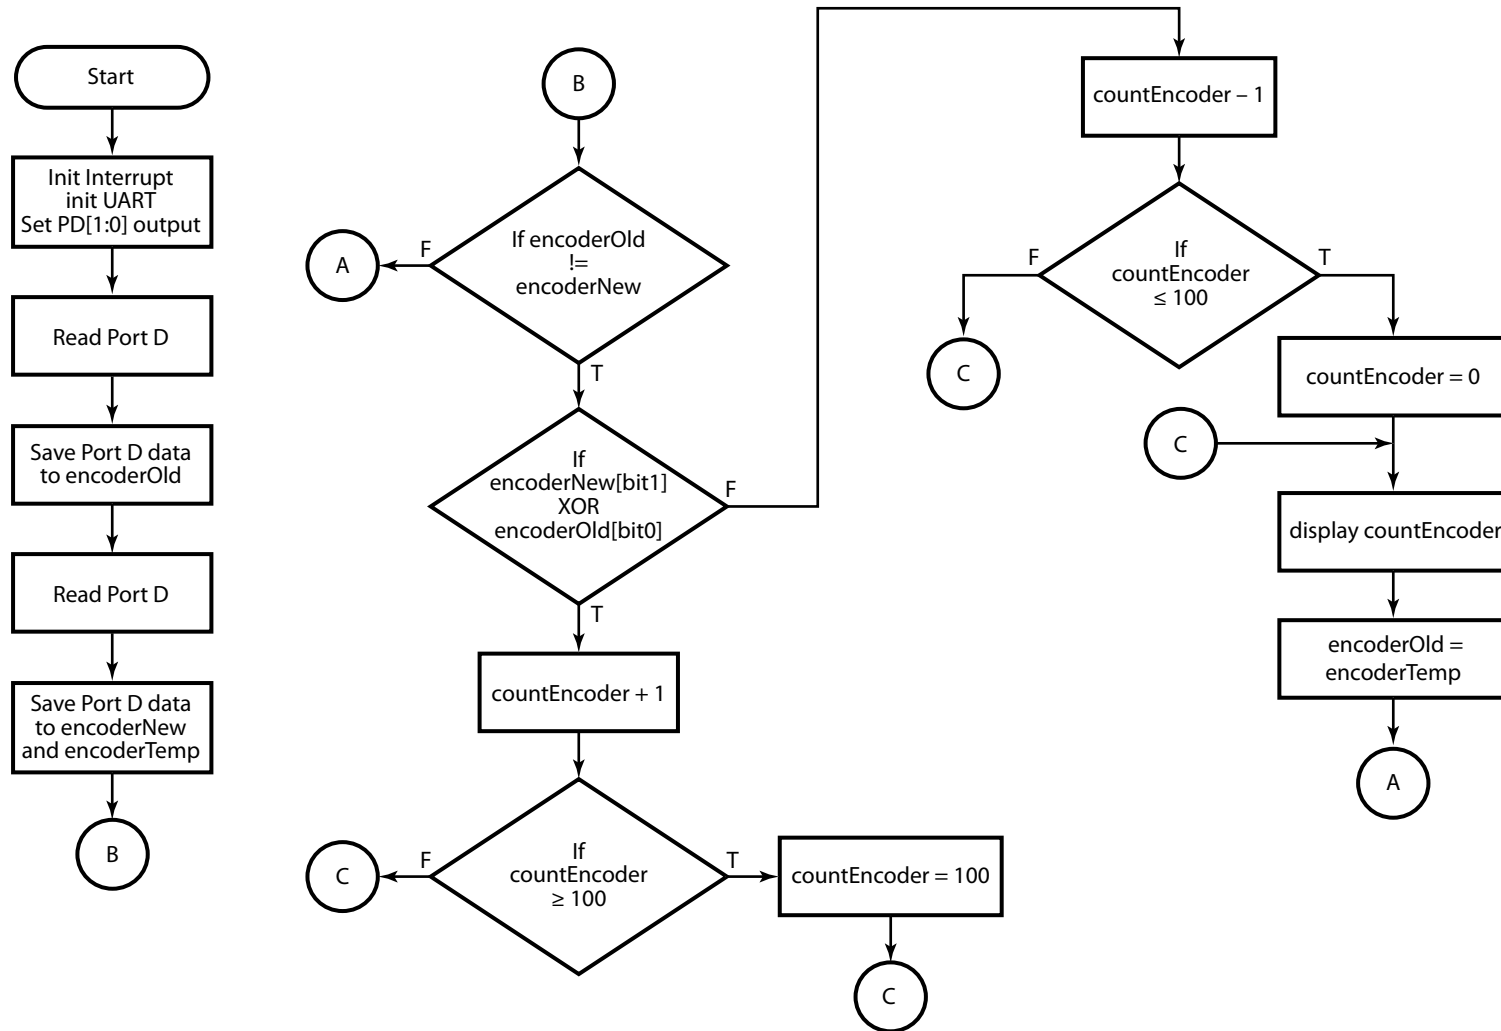 Start
Init Interrupt
init UART
Set PD[1:0] output
Read Port D
Save Port D data
to encoderOld
Read Port D
Save Port D data
to encoderNew
and encoderTemp
B
B
If encoderOld
!=
encoderNew
F
A
T
If
encoderNew[bit1]
XOR
encoderOld[bit0]
F
T
countEncoder + 1
If
countEncoder
≥ 100
F
C
T
countEncoder = 100
C
countEncoder – 1
If
countEncoder
≤ 100
F
C
T
countEncoder = 0
C
display countEncoder
encoderOld =
encoderTemp
A